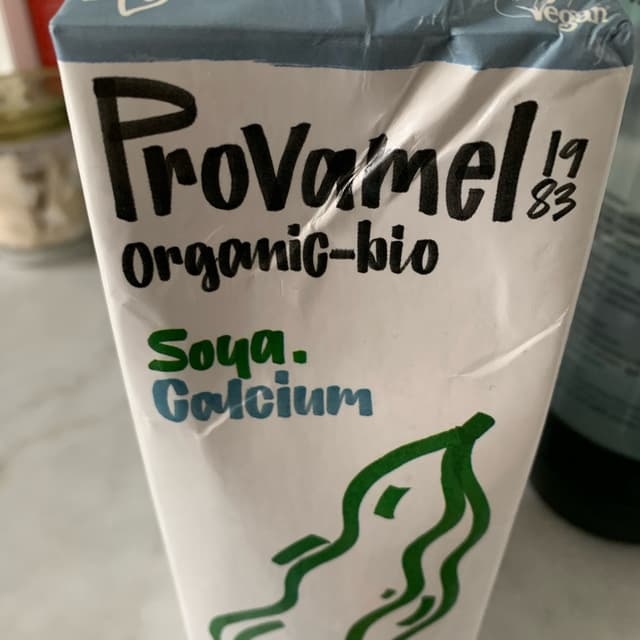 Vegan
Provamel
19
83
organic-bio
Soya.
Calcium